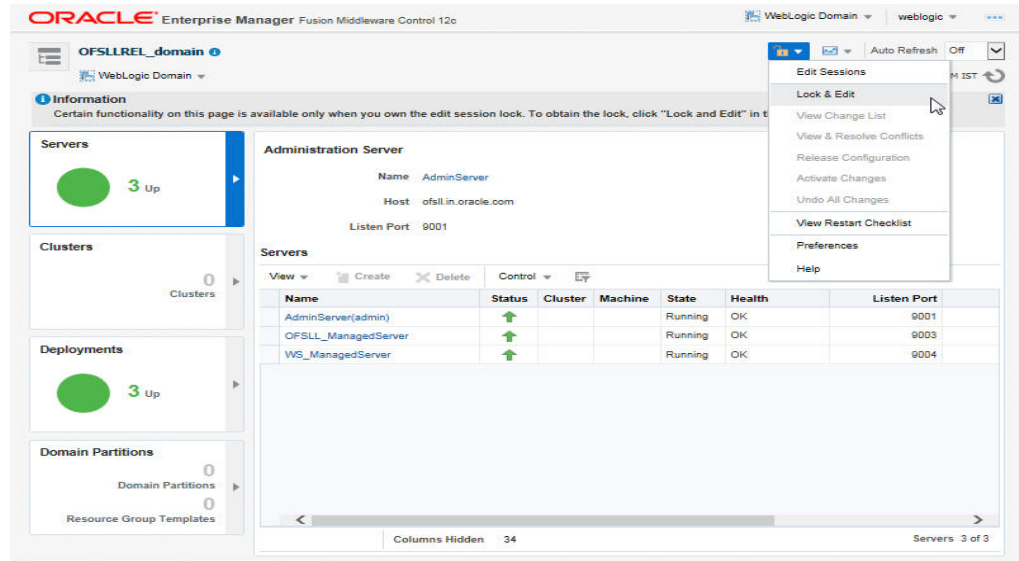 ORACLE Enterprise Manager Fusion Middleware Control 12c
WebLogic Domain
weblogic
OFSLLREL_domain
Auto Refresh Off
WebLogic Domain
M IST
Information
Certain functionality on this page is available only when you own the edit session lock. To obtain the lock, click "Lock and Edit" in t
Edit Sessions
Lock & Edit
View Change List
View & Resolve Conflicts
Release Configuration
Activate Changes
Undo All Changes
View Restart Checklist
Preferences
Help
Servers
3 Up
Clusters
0
Clusters
Deployments
3 Up
Domain Partitions
0
Domain Partitions
0
Resource Group Templates
Administration Server
Name AdminServer
Host ofsll.in.oracle.com
Listen Port 9001
Servers
View Create Delete Control
Name Status Cluster Machine State Health Listen Port
AdminServer(admin) Running OK 9001
OFSLL_ManagedServer Running OK 9003
WS_ManagedServer Running OK 9004
Columns Hidden 34
Servers 3 of 3